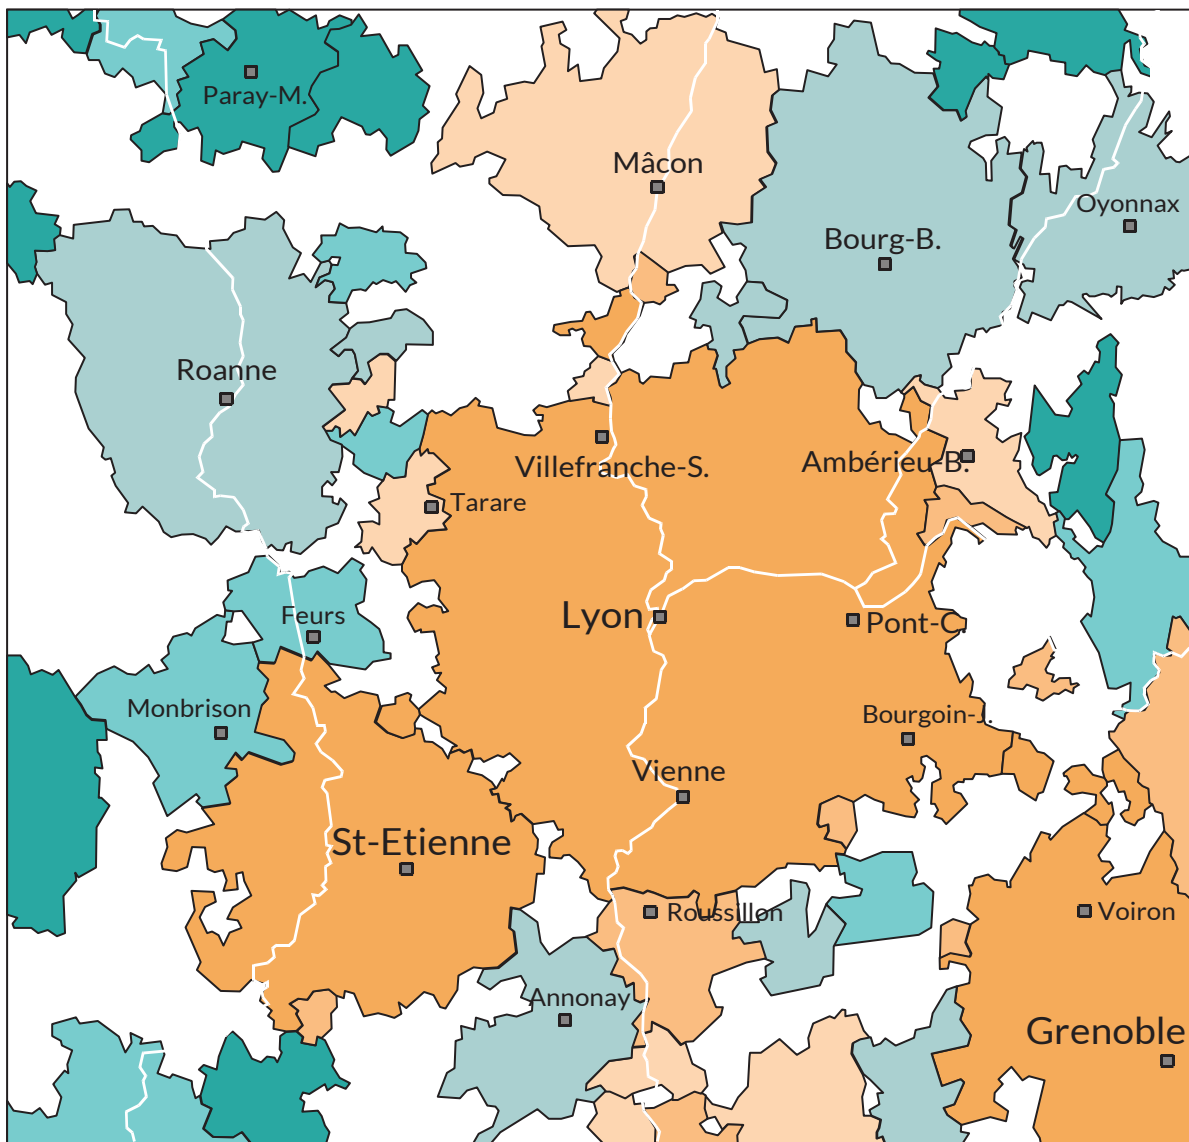 Paray-M.
Mâcon
Oyonnax
Bourg-B.
Roanne
Villefranche-S.
Ambérieu-B.
Tarare
Lyon
Feurs
Pont-C.
Monbrison
Bourgoin-J.
Vienne
St-Etienne
Roussillon
Voiron
Annonay
Grenoble